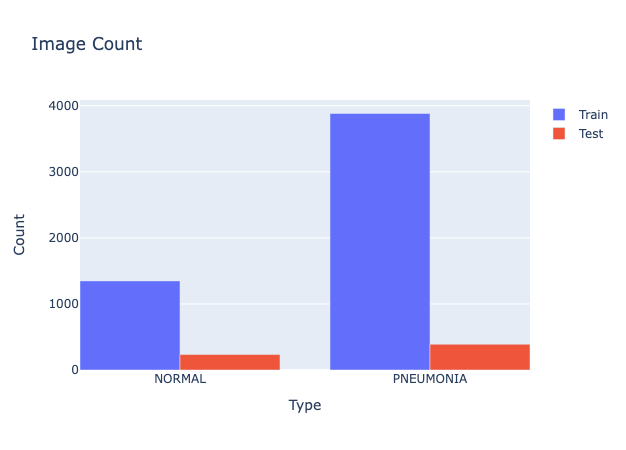 Image Count
4000
3000
2000
1000
0
Count
NORMAL
PNEUMONIA
Type
Train
Test